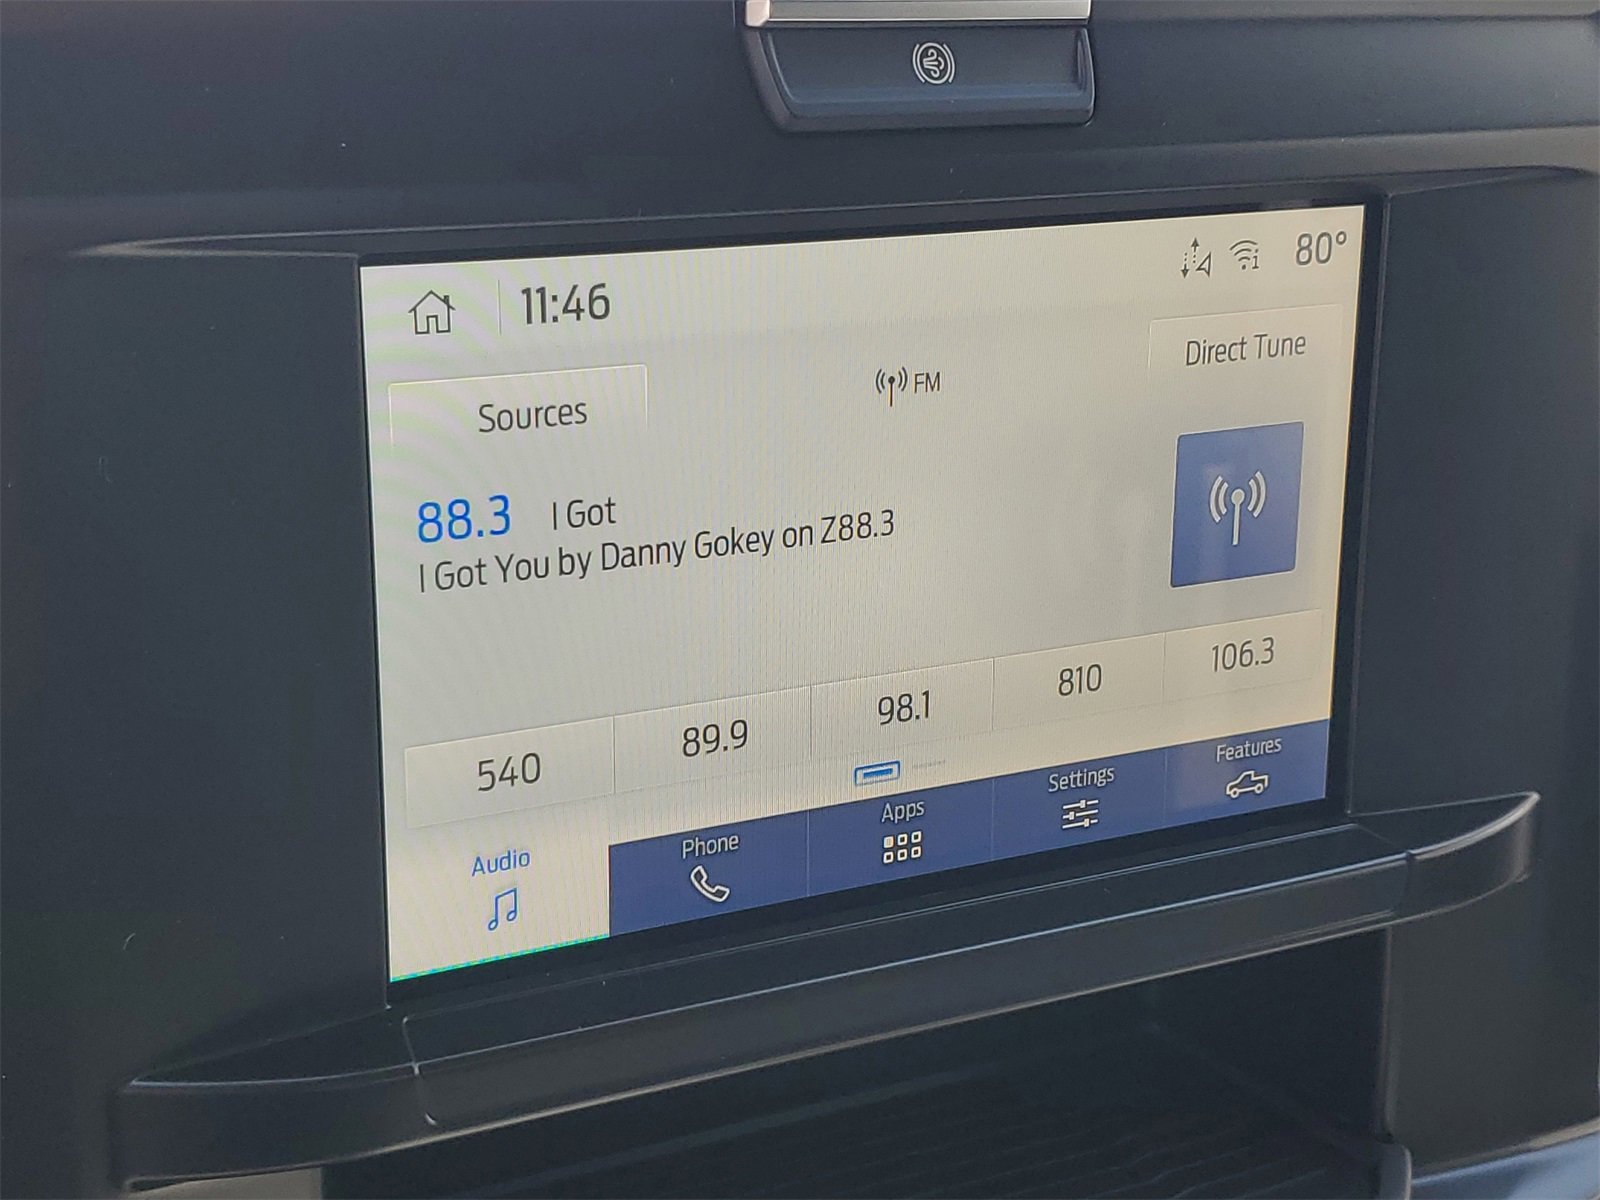 11:46
80°
Sources
FM
Direct Tune
88.3 I Got
I Got You by Danny Gokey on Z88.3
540
89.9
98.1
810
106.3
Audio
Phone
Apps
Settings
Features